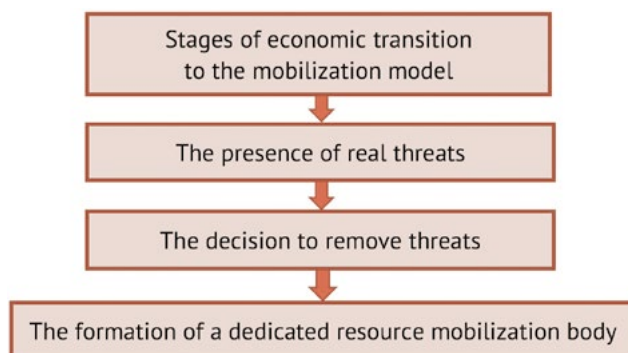 Stages of economic transition
to the mobilization model
The presence of real threats
The decision to remove threats
The formation of a dedicated resource mobilization body